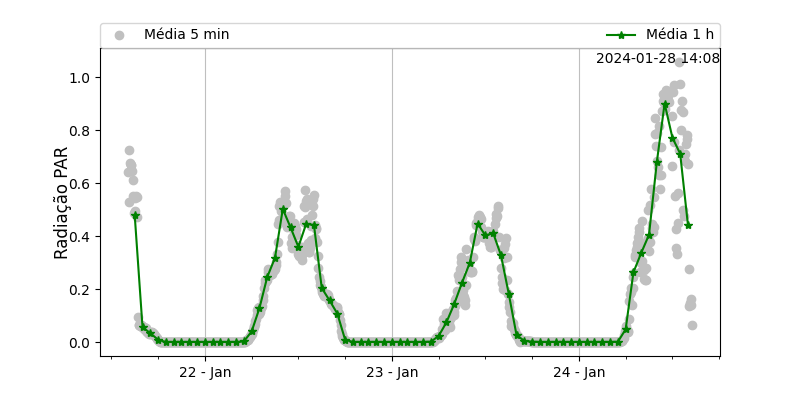 Média 5 min
Média 1 h
2024-01-28 14:08
Radiação PAR
1.0
0.8
0.6
0.4
0.2
0.0
22 - Jan
23 - Jan
24 - Jan